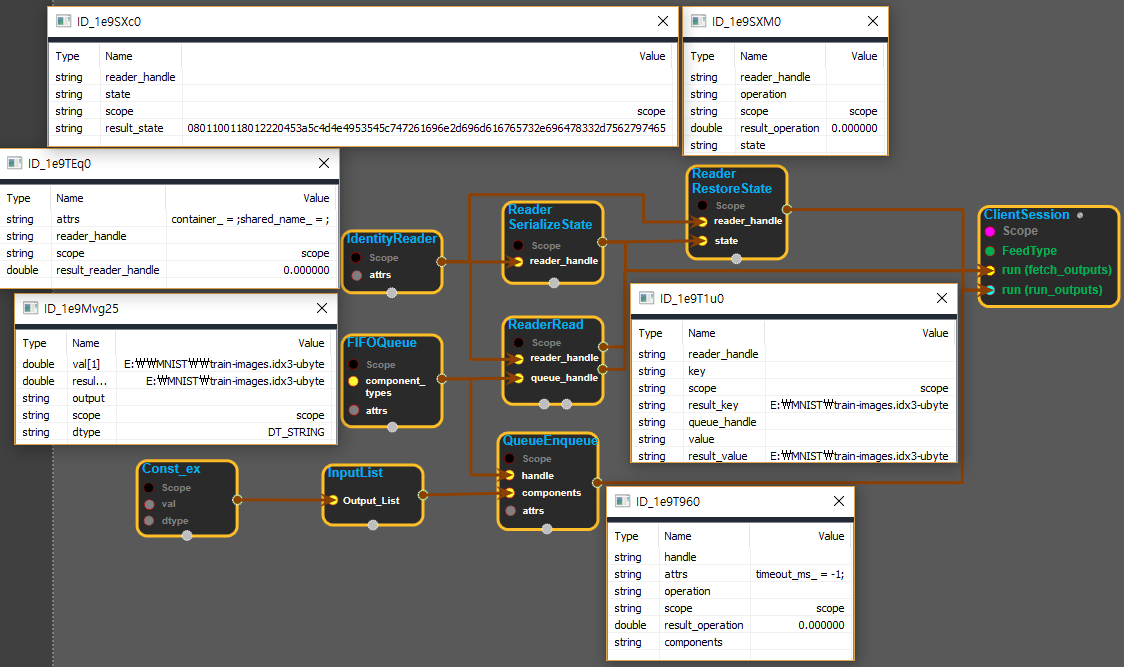 ID_1e9SXc0
Type Name Value
string reader_handle
string state
string scope scope
string result_state 0801100118012220453a5c4d4e4953545c747261696e2d696d616765732e696478332d7562797465
ID_1e9SXM0
Type Name Value
string reader_handle
string operation
string scope scope
double result_operation 0.000000
string state
ID_1e9TEq0
Type Name Value
string attrs container_ = ;shared_name_ = ;
string reader_handle
string scope scope
double result_reader_handle 0.000000
ID_1e9Mvg25
Type Name Value
double val[1] E:₩₩MNIST₩₩train-images.idx3-ubyte
double resul... E:₩MNIST₩train-images.idx3-ubyte
string output
string scope scope
string dtype DT_STRING
IdentityReader
Scope
attrs
Reader
SerializeState
Scope
reader_handle
Reader
RestoreState
Scope
reader_handle
state
ClientSession
Scope
FeedType
run (fetch_outputs)
run (run_outputs)
FIFOQueue
Scope
component_
types
attrs
ReaderRead
Scope
reader_handle
queue_handle
ID_1e9T1u0
Type Name Value
string reader_handle
string key
string scope scope
string result_key E:₩MNIST₩train-images.idx3-ubyte
string queue_handle
string value
string result_value E:₩MNIST₩train-images.idx3-ubyte
Const_ex
Scope
val
dtype
InputList
Output_List
QueueEnqueue
Scope
handle
components
attrs
ID_1e9T960
Type Name Value
string handle
string attrs timeout_ms_ = -1;
string operation
string scope scope
double result_operation 0.000000
string components